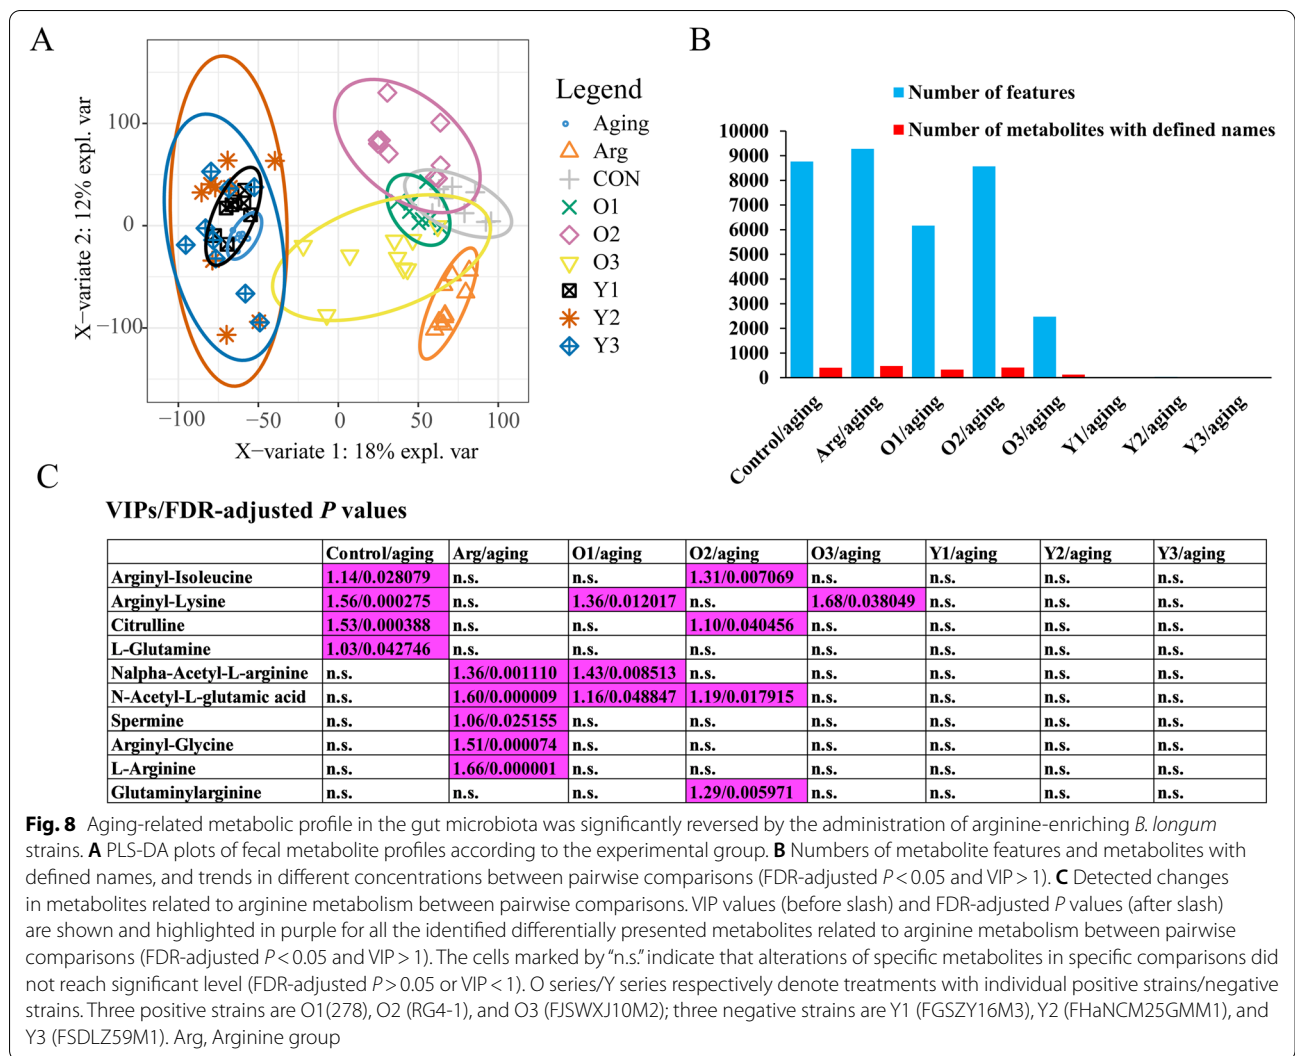 A
X−variate 2: 12% expl. var
100
0
−100
−100
−50
0
50
100
X−variate 1: 18% expl. var
Legend
Aging
Arg
CON
O1
O2
O3
Y1
Y2
Y3
B
Number of features
Number of metabolites with defined names
10000
9000
8000
7000
6000
5000
4000
3000
2000
1000
0
Control/aging
Arg/aging
O1/aging
O2/aging
O3/aging
Y1/aging
Y2/aging
Y3/aging
C
VIPs/FDR-adjusted P values
Control/aging Arg/aging O1/aging O2/aging O3/aging Y1/aging Y2/aging Y3/aging
Arginyl-Isoleucine 1.14/0.028079 n.s. n.s. 1.31/0.007069 n.s. n.s. n.s. n.s.
Arginyl-Lysine 1.56/0.000275 n.s. 1.36/0.012017 n.s. 1.68/0.038049 n.s. n.s. n.s.
Citrulline 1.53/0.000388 n.s. n.s. 1.10/0.040456 n.s. n.s. n.s. n.s.
L-Glutamine 1.03/0.042746 n.s. n.s. n.s. n.s. n.s. n.s. n.s.
Nalpha-Acetyl-L-arginine n.s. 1.36/0.001110 1.43/0.008513 n.s. n.s. n.s. n.s. n.s.
N-Acetyl-L-glutamic acid n.s. 1.60/0.000009 1.16/0.048847 1.19/0.017915 n.s. n.s. n.s. n.s.
Spermine n.s. 1.06/0.025155 n.s. n.s. n.s. n.s. n.s. n.s.
Arginyl-Glycine n.s. 1.51/0.000074 n.s. n.s. n.s. n.s. n.s. n.s.
L-Arginine n.s. 1.66/0.000001 n.s. n.s. n.s. n.s. n.s. n.s.
Glutaminylarginine n.s. n.s. n.s. 1.29/0.005971 n.s. n.s. n.s. n.s.
Fig. 8 Aging-related metabolic profile in the gut microbiota was significantly reversed by the administration of arginine-enriching B. longum
strains. A PLS-DA plots of fecal metabolite profiles according to the experimental group. B Numbers of metabolite features and metabolites with
defined names, and trends in different concentrations between pairwise comparisons (FDR-adjusted P < 0.05 and VIP > 1). C Detected changes
in metabolites related to arginine metabolism between pairwise comparisons. VIP values (before slash) and FDR-adjusted P values (after slash)
are shown and highlighted in purple for all the identified differentially presented metabolites related to arginine metabolism between pairwise
comparisons (FDR-adjusted P < 0.05 and VIP > 1). The cells marked by “n.s.” indicate that alterations of specific metabolites in specific comparisons did
not reach significant level (FDR-adjusted P > 0.05 or VIP < 1). O series/Y series respectively denote treatments with individual positive strains/negative
strains. Three positive strains are O1(278), O2 (RG4-1), and O3 (FJSWXJ10M2); three negative strains are Y1 (FGSZY16M3), Y2 (FHaNCM25GMM1), and
Y3 (FSDLZ59M1). Arg, Arginine group